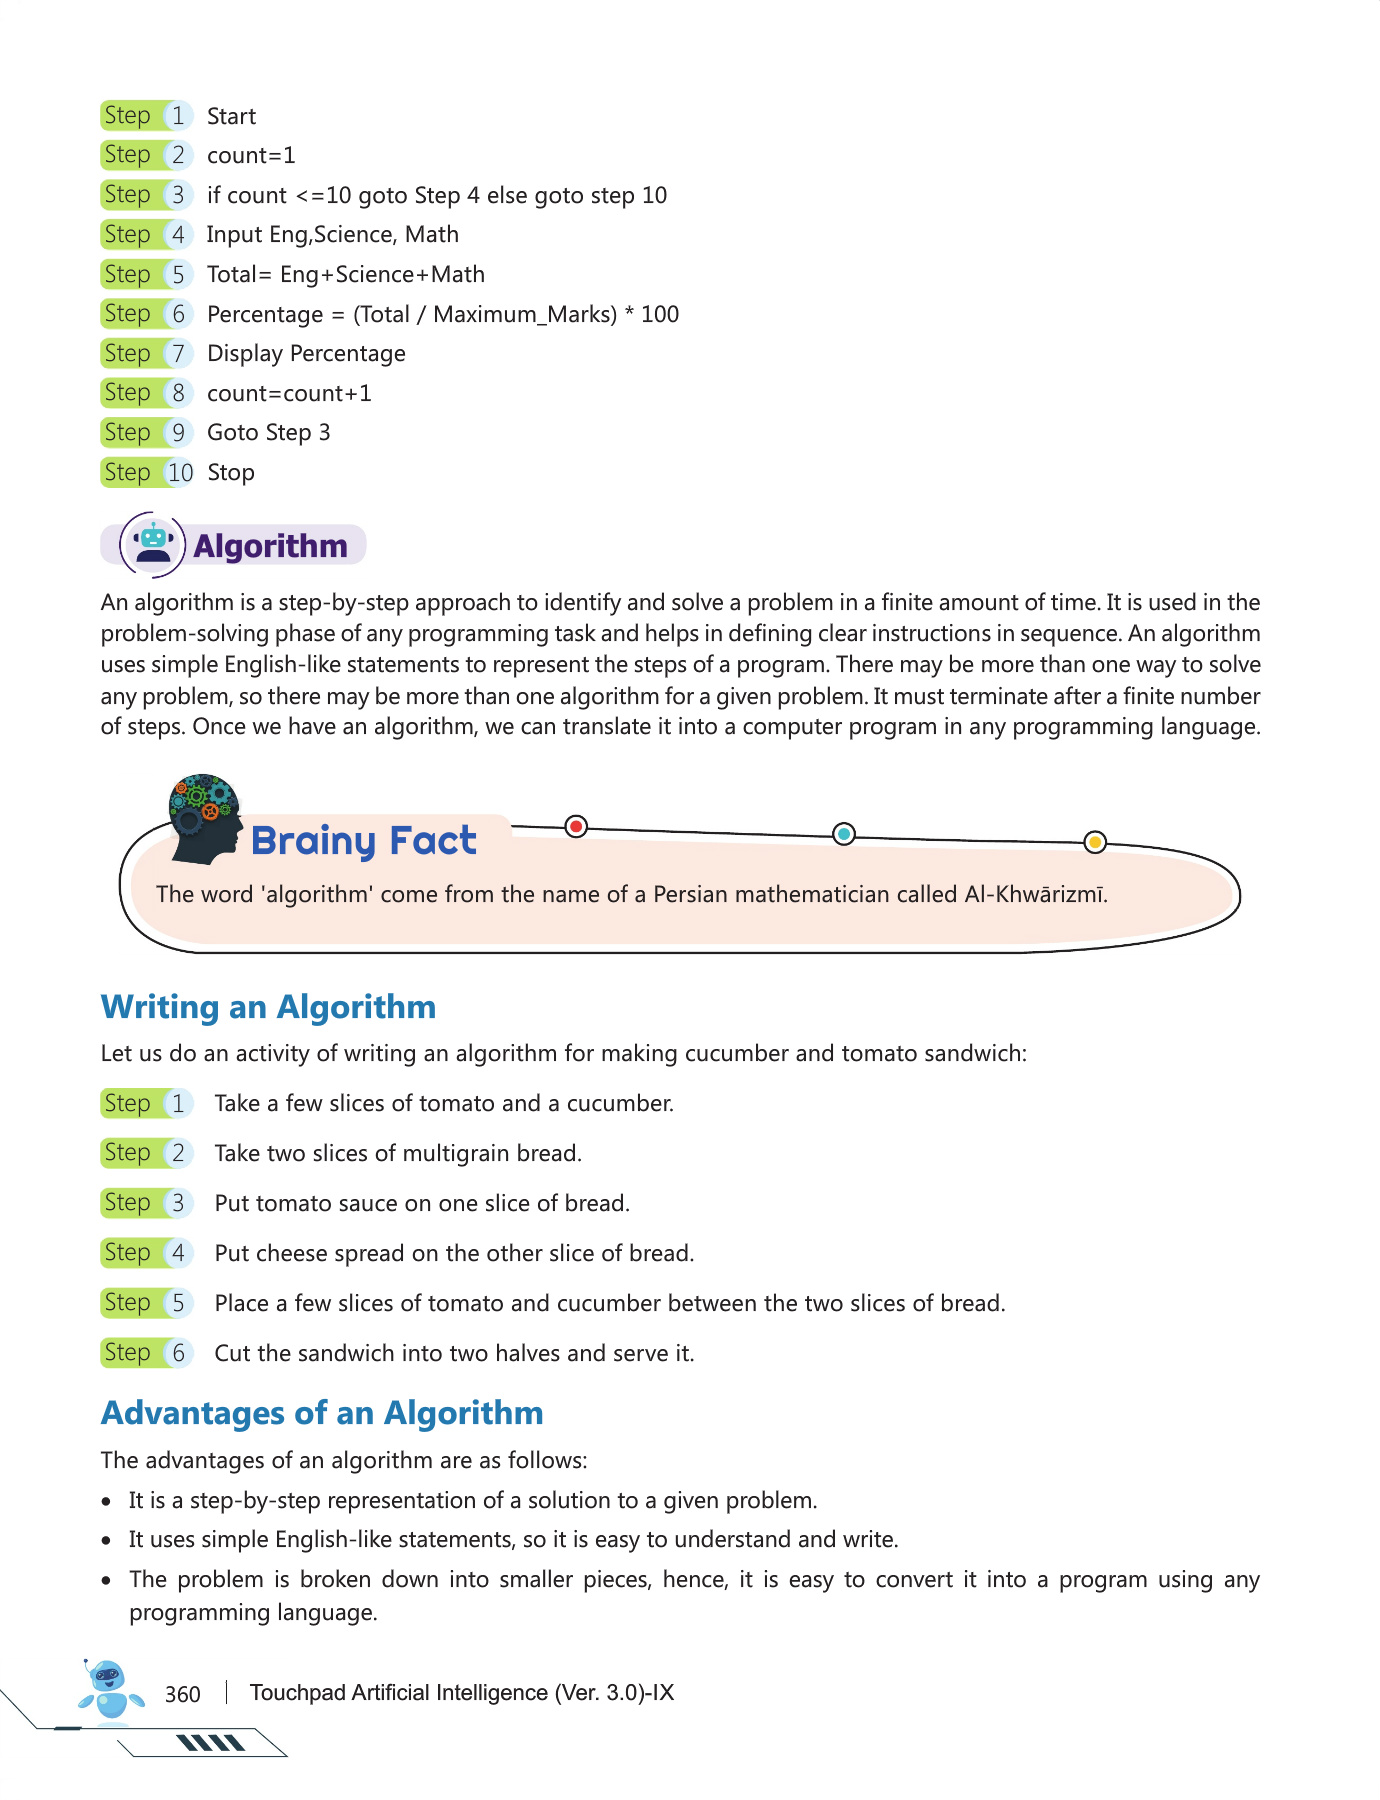 Step 1 Start
Step 2 count=1
Step 3 if count <=10 goto Step 4 else goto step 10
Step 4 Input Eng,Science, Math
Step 5 Total= Eng+Science+Math
Step 6 Percentage = (Total / Maximum_Marks) * 100
Step 7 Display Percentage
Step 8 count=count+1
Step 9 Goto Step 3
Step 10 Stop
Algorithm
An algorithm is a step-by-step approach to identify and solve a problem in a finite amount of time. It is used in the
problem-solving phase of any programming task and helps in defining clear instructions in sequence. An algorithm
uses simple English-like statements to represent the steps of a program. There may be more than one way to solve
any problem, so there may be more than one algorithm for a given problem. It must terminate after a finite number
of steps. Once we have an algorithm, we can translate it into a computer program in any programming language.
Brainy Fact
The word 'algorithm' come from the name of a Persian mathematician called Al-Khwārizmī.
Writing an Algorithm
Let us do an activity of writing an algorithm for making cucumber and tomato sandwich:
Step 1 Take a few slices of tomato and a cucumber.
Step 2 Take two slices of multigrain bread.
Step 3 Put tomato sauce on one slice of bread.
Step 4 Put cheese spread on the other slice of bread.
Step 5 Place a few slices of tomato and cucumber between the two slices of bread.
Step 6 Cut the sandwich into two halves and serve it.
Advantages of an Algorithm
The advantages of an algorithm are as follows:
• It is a step-by-step representation of a solution to a given problem.
• It uses simple English-like statements, so it is easy to understand and write.
• The problem is broken down into smaller pieces, hence, it is easy to convert it into a program using any
programming language.
360 | Touchpad Artificial Intelligence (Ver. 3.0)-IX